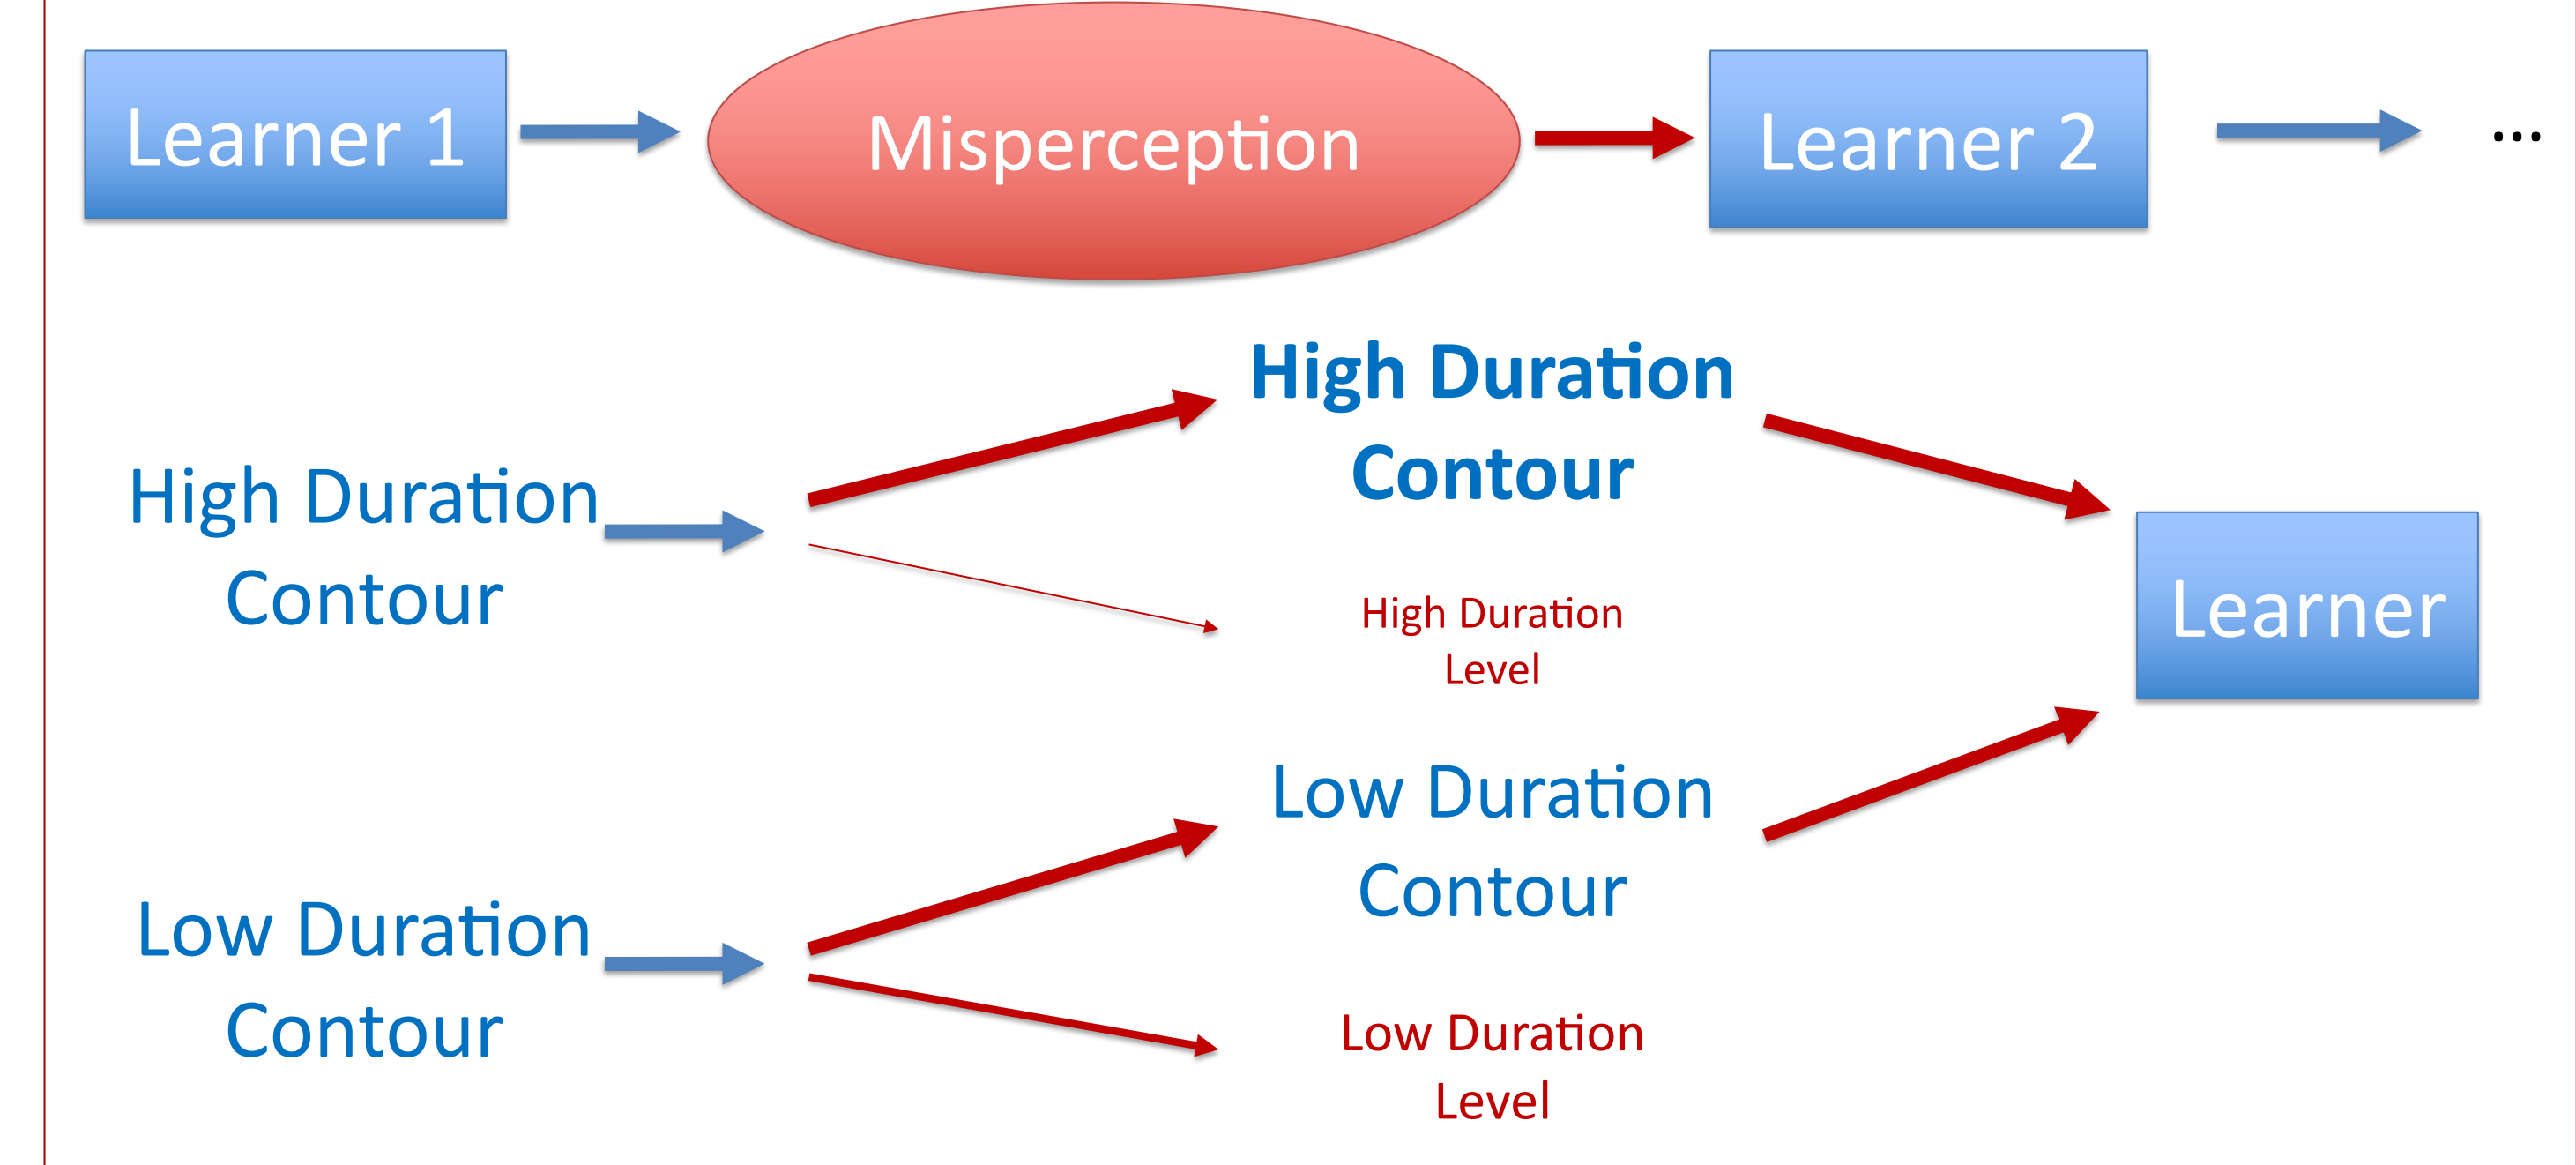 Learner 1
Misperception
Learner 2
...
High Duration
Contour
High Duration
Contour
High Duration
Level
Learner
Low Duration
Contour
Low Duration
Contour
Low Duration
Level